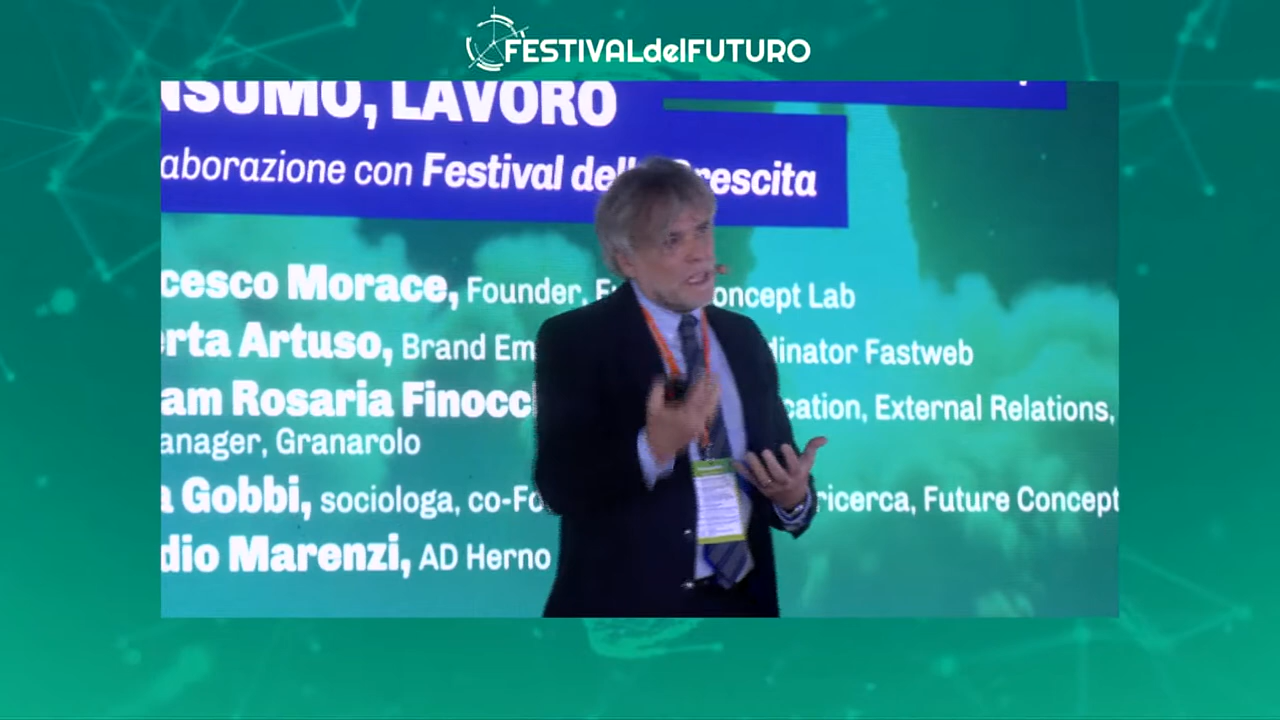 FESTIVALdelFUTURO
NSUMO, LAVORO
aborazione con Festival della Crescita
cesco Morace, Founder, Future Concept Lab
rta Artuso, Brand Em dinator Fastweb
am Rosaria Finocc cation, External Relations,
anager, Granarolo
a Gobbi, sociologa, co-Fo ricerca, Future Concept
dio Marenzi, AD Herno